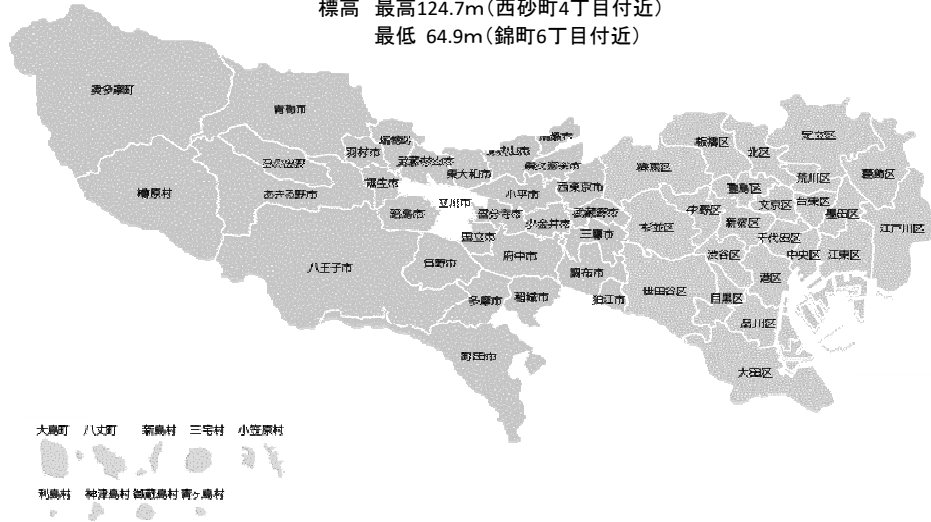 標高 最高124.7m(西砂町4丁目付近)
最低 64.9m(錦町6丁目付近)
奥多摩町
青梅市
瑞穂町
羽村市
武蔵村山市
東大和市
東村山市
清瀬市
東久留米市
西東京市
練馬区
板橋区
北区
足立区
葛飾区
荒川区
日の出町
あきる野市
檜原村
福生市
昭島市
立川市
小平市
国分寺市
小金井市
武蔵野市
三鷹市
杉並区
中野区
豊島区
文京区
台東区
墨田区
新宿区
千代田区
江戸川区
国立市
府中市
調布市
渋谷区
中央区
江東区
八王子市
日野市
多摩市
稲城市
狛江市
世田谷区
目黒区
港区
品川区
大田区
町田市
大島町 八丈町 新島村 三宅村 小笠原村
利島村 神津島村 御蔵島村 青ヶ島村